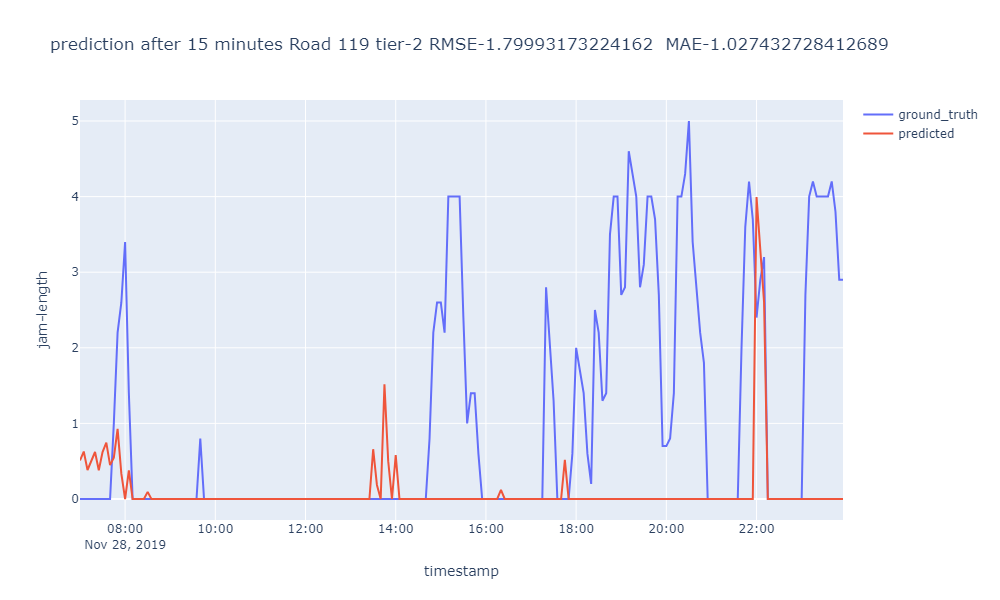 prediction after 15 minutes Road 119 tier-2 RMSE-1.79993173224162  MAE-1.027432728412689
ground_truth
predicted
5
4
3
2
1
0
jam-length
08:00 10:00 12:00 14:00 16:00 18:00 20:00 22:00
Nov 28, 2019
timestamp